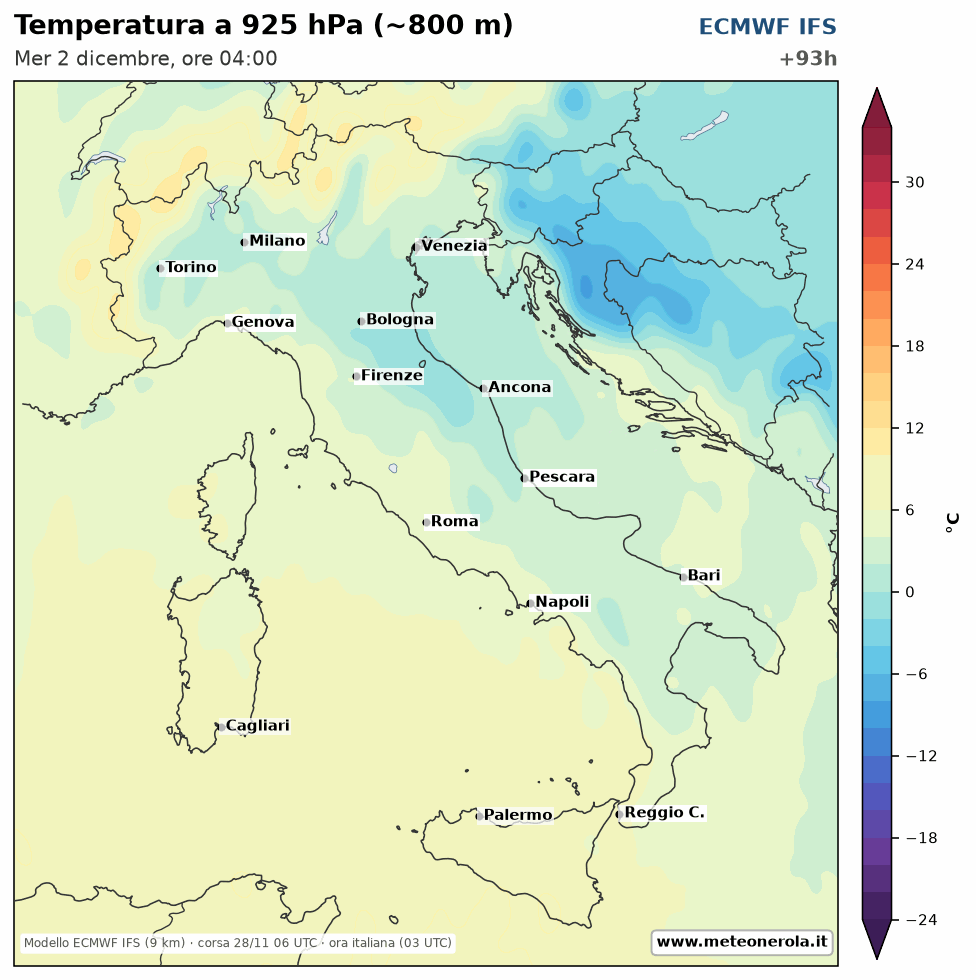 Temperatura a 925 hPa (~800 m)
ECMWF IFS
Mer 2 dicembre, ore 04:00
+93h
Milano
Venezia
Torino
Genova
Bologna
Firenze
Ancona
Pescara
Roma
Bari
Napoli
Cagliari
Palermo
Reggio C.
30
24
18
12
6
0
−6
−12
−18
−24
°C
Modello ECMWF IFS (9 km) · corsa 28/11 06 UTC · ora italiana (03 UTC)
www.meteonerola.it